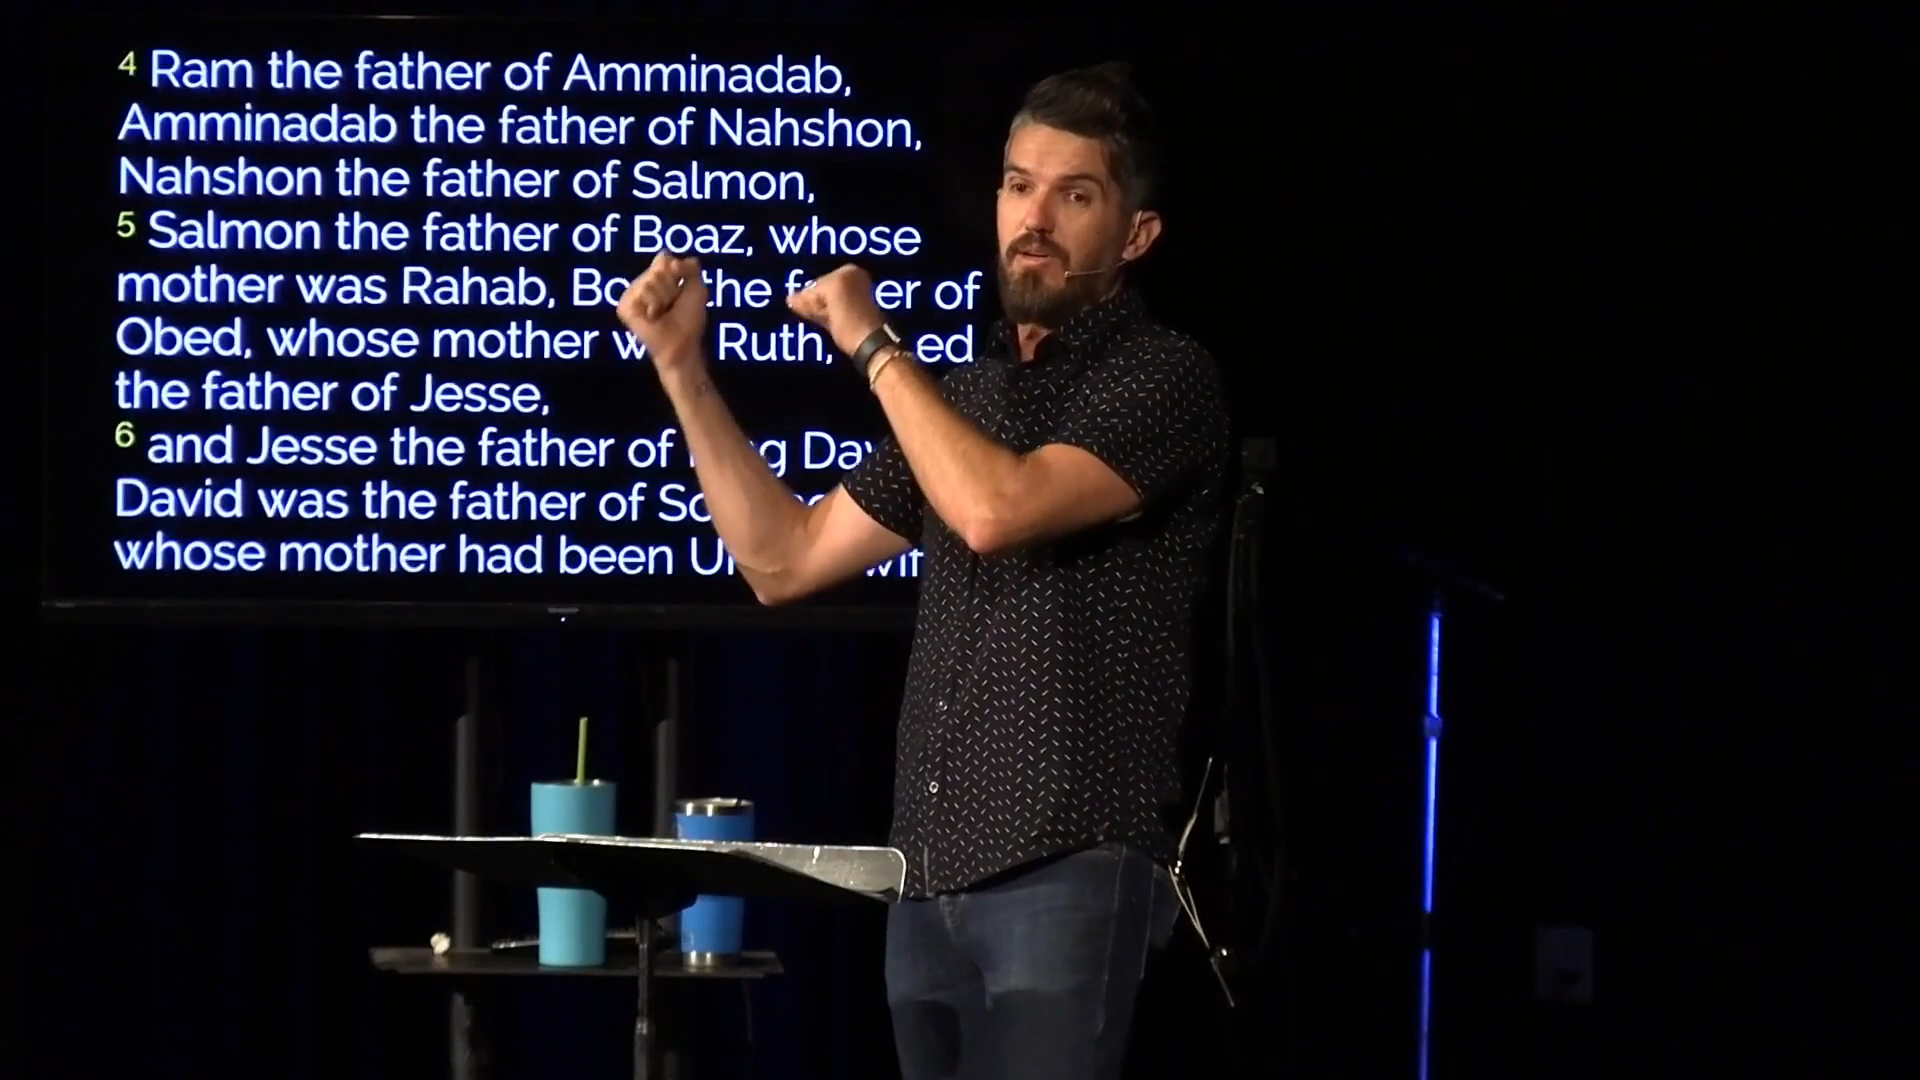 4 Ram the father of Amminadab,
Amminadab the father of Nahshon,
Nahshon the father of Salmon,
5 Salmon the father of Boaz, whose
mother was Rahab, the father of
Obed, whose mother Ruth,
the father of Jesse,
6 and Jesse the father of
David was the father of
whose mother had been